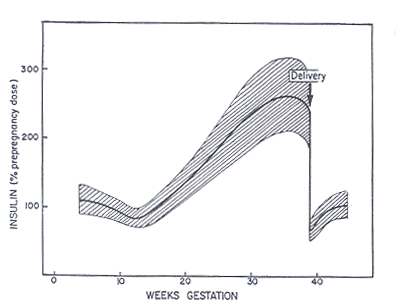 INSULIN (% prepregnancy dose)
300
200
100
Delivery
0 10 20 30 40
WEEKS GESTATION